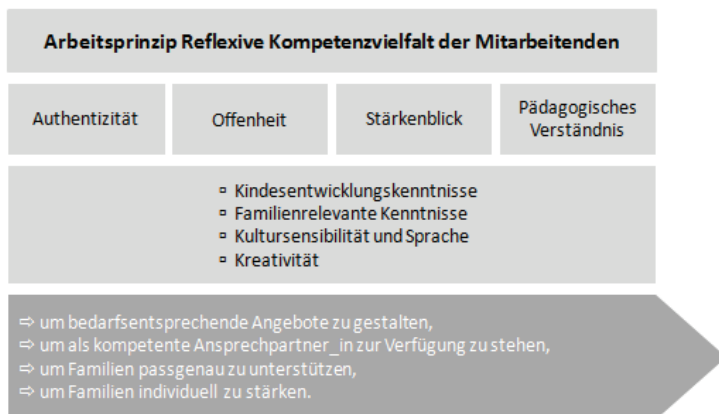 Arbeitsprinzip Reflexive Kompetenzvielfalt der Mitarbeitenden
Authentizität
Offenheit
Stärkenblick
Pädagogisches
Verständnis
▫ Kindesentwicklungskenntnisse
▫ Familienrelevante Kenntnisse
▫ Kultursensibilität und Sprache
▫ Kreativität
⇨ um bedarfsentsprechende Angebote zu gestalten,
⇨ um als kompetente Ansprechpartner_in zur Verfügung zu stehen,
⇨ um Familien passgenau zu unterstützen,
⇨ um Familien individuell zu stärken.